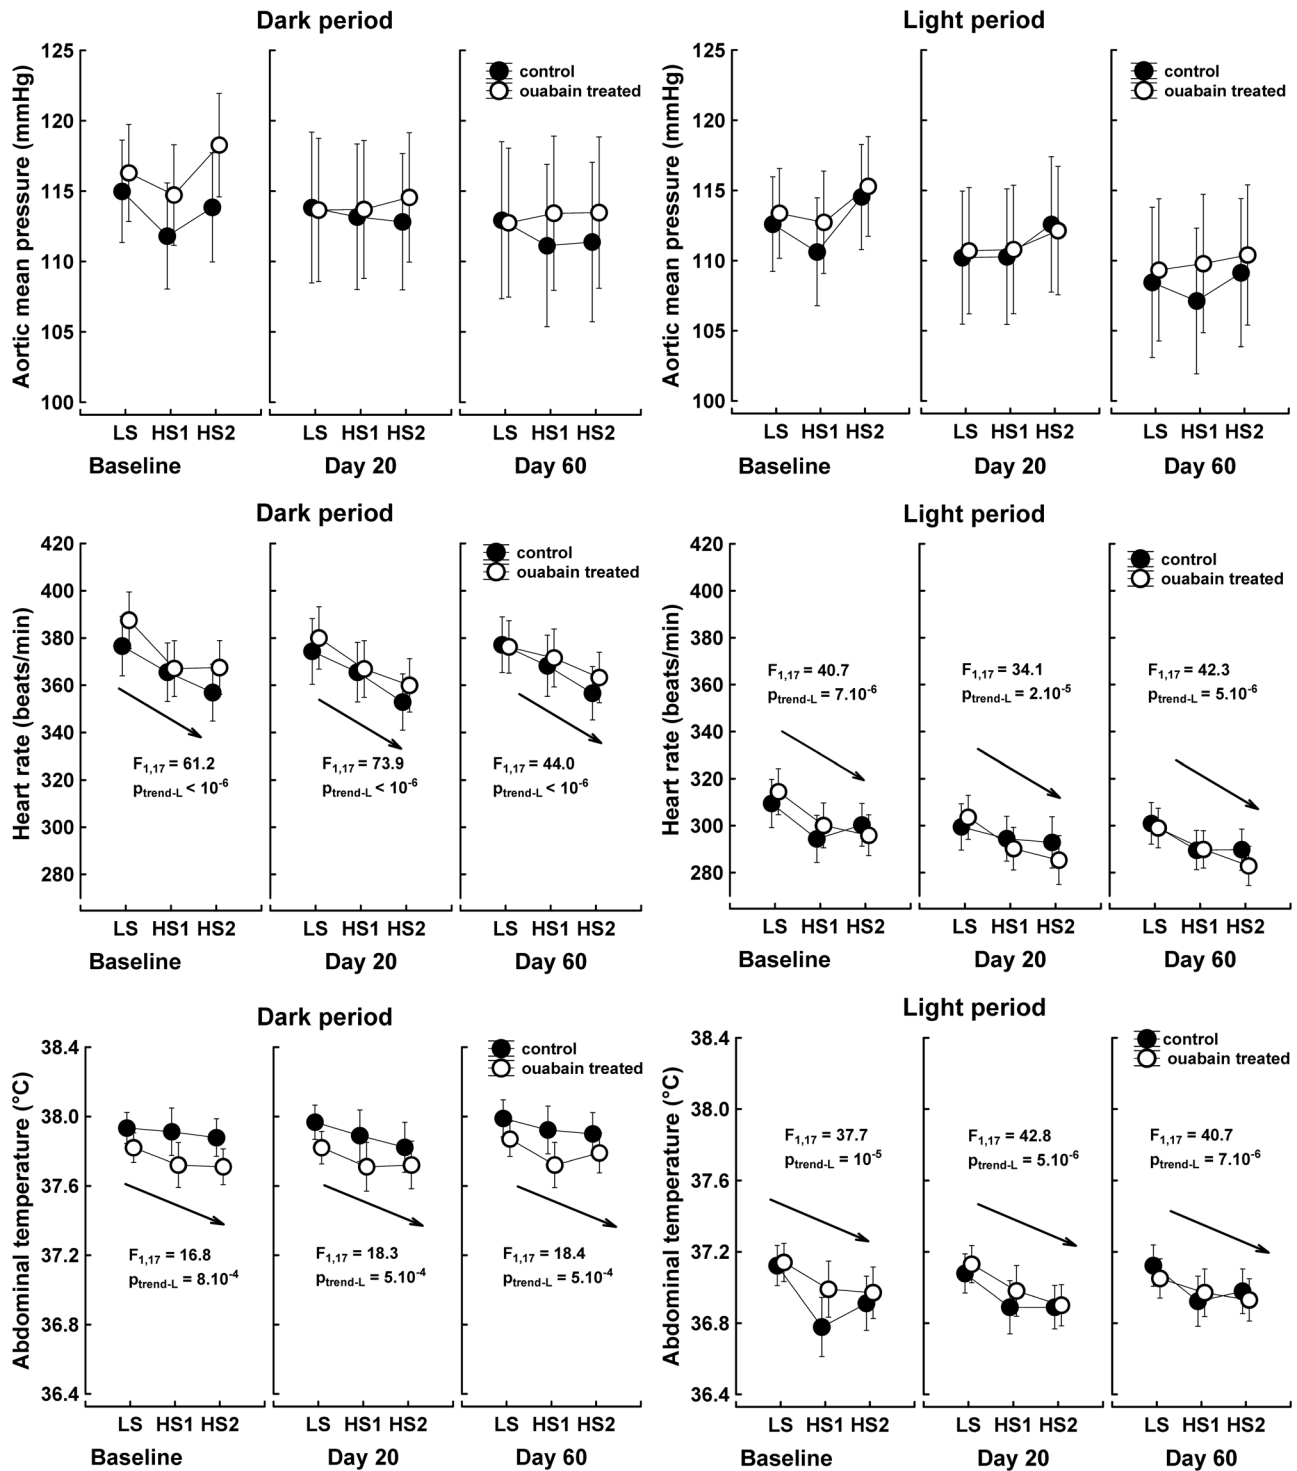 Dark period
Aortic mean pressure (mmHg)
125
120
115
110
105
100
control
ouabain treated
LS HS1 HS2
LS HS1 HS2
LS HS1 HS2
Baseline
Day 20
Day 60
Light period
Aortic mean pressure (mmHg)
125
120
115
110
105
100
control
ouabain treated
LS HS1 HS2
LS HS1 HS2
LS HS1 HS2
Baseline
Day 20
Day 60
Dark period
Heart rate (beats/min)
420
400
380
360
340
320
300
280
control
ouabain treated
F1,17 = 61.2
ptrend-L < 10-6
F1,17 = 73.9
ptrend-L < 10-6
F1,17 = 44.0
ptrend-L < 10-6
LS HS1 HS2
LS HS1 HS2
LS HS1 HS2
Baseline
Day 20
Day 60
Light period
Heart rate (beats/min)
420
400
380
360
340
320
300
280
control
ouabain treated
F1,17 = 40.7
ptrend-L = 7.10-6
F1,17 = 34.1
ptrend-L = 2.10-5
F1,17 = 42.3
ptrend-L = 5.10-6
LS HS1 HS2
LS HS1 HS2
LS HS1 HS2
Baseline
Day 20
Day 60
Dark period
Abdominal temperature (°C)
38.4
38.0
37.6
37.2
36.8
36.4
control
ouabain treated
F1,17 = 16.8
ptrend-L = 8.10-4
F1,17 = 18.3
ptrend-L = 5.10-4
F1,17 = 18.4
ptrend-L = 5.10-4
LS HS1 HS2
LS HS1 HS2
LS HS1 HS2
Baseline
Day 20
Day 60
Light period
Abdominal temperature (°C)
38.4
38.0
37.6
37.2
36.8
36.4
control
ouabain treated
F1,17 = 37.7
ptrend-L = 10-5
F1,17 = 42.8
ptrend-L = 5.10-6
F1,17 = 40.7
ptrend-L = 7.10-6
LS HS1 HS2
LS HS1 HS2
LS HS1 HS2
Baseline
Day 20
Day 60